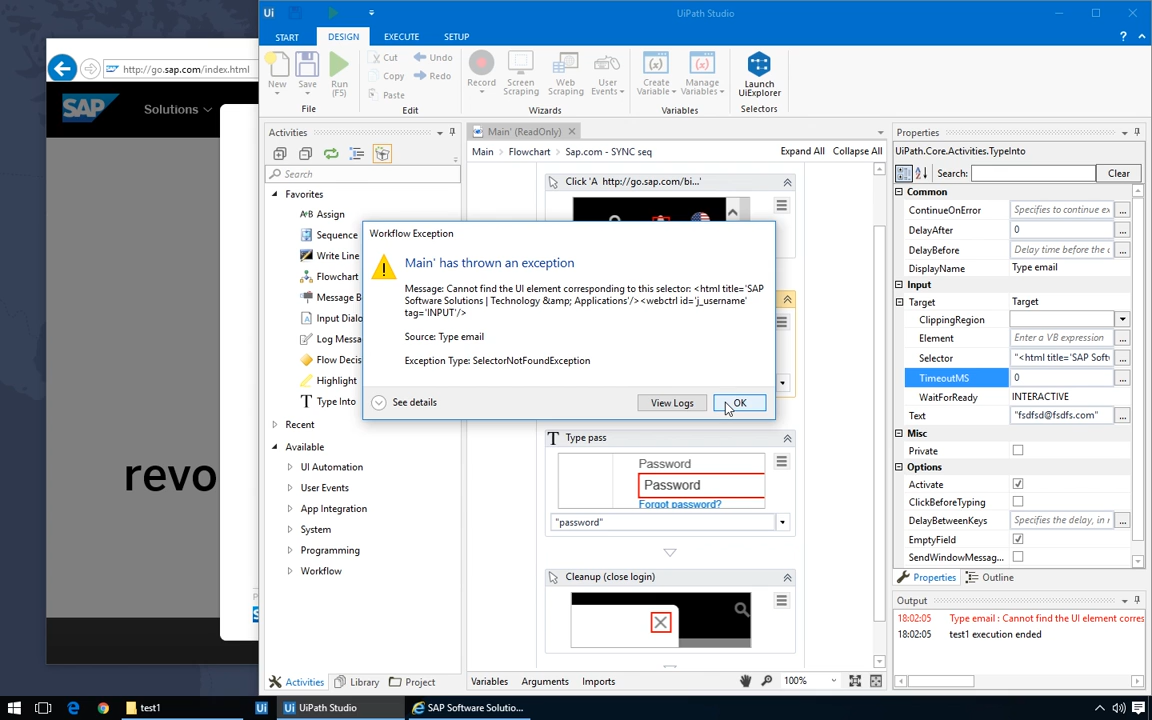 Ui
UiPath Studio
START DESIGN EXECUTE SETUP
http://go.sap.com/index.html
SAP
Solutions
New
Save
Run (F5)
File
Cut
Copy
Paste
Undo
Redo
Edit
Record
Screen Scraping
Web Scraping
User Events
Wizards
Create Variable
Manage Variables
Variables
Launch UiExplorer
Selectors
Activities
Search
Favorites
Assign
Sequence
Write Line
Flowchart
Message B
Input Dialo
Log Messa
Flow Decis
Highlight
Type Into
Recent
Available
UI Automation
User Events
App Integration
System
Programming
Workflow
Activities Library Project
Main' (ReadOnly)
Main > Flowchart > Sap.com - SYNC seq
Expand All Collapse All
Click 'A http://go.sap.com/bi...'
Workflow Exception
Main' has thrown an exception
Message: Cannot find the UI element corresponding to this selector: <html title='SAP
Software Solutions | Technology &amp; Applications'/><webctrl id='j_username'
tag='INPUT'/>
Source: Type email
Exception Type: SelectorNotFoundException
See details
View Logs
OK
Type pass
Password
Password
Forgot password?
"password"
Cleanup (close login)
Variables Arguments Imports
100%
Properties
UiPath.Core.Activities.TypeInto
Search:
Clear
Common
ContinueOnError Specifies to continue ex ...
DelayAfter 0 ...
DelayBefore Delay time before the a ...
DisplayName Type email
Input
Target Target
ClippingRegion
Element Enter a VB expression ...
Selector "<html title='SAP Soft ...
TimeoutMS 0 ...
WaitForReady INTERACTIVE
Text "fsdfsd@fsdfs.com" ...
Misc
Private
Options
Activate
ClickBeforeTyping
DelayBetweenKeys Specifies the delay, in m ...
EmptyField
SendWindowMessag...
Properties Outline
Output
18:02:05 Type email : Cannot find the UI element corres
18:02:05 test1 execution ended
revo
test1
Ui
UiPath Studio
SAP Software Solutio...